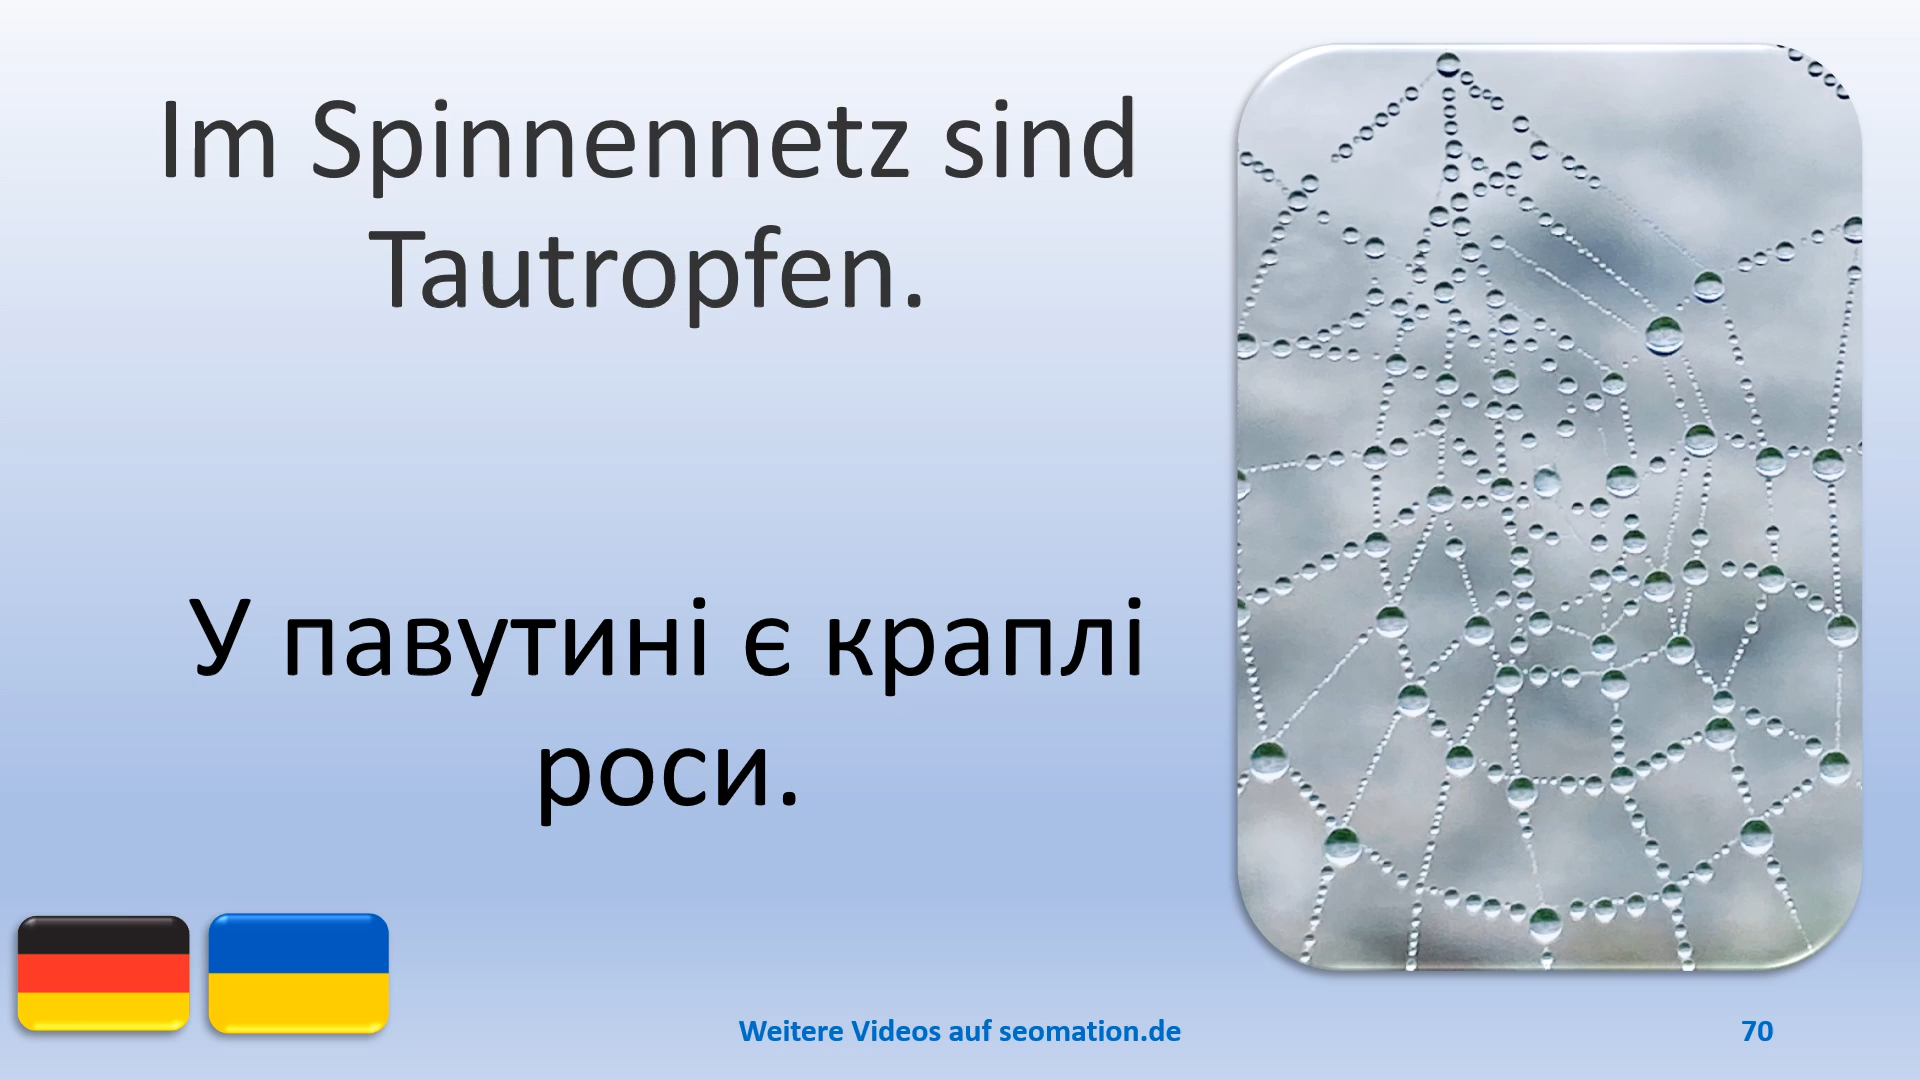 Im Spinnennetz sind
Tautropfen.
У павутині є краплі
роси.
Weitere Videos auf seomation.de
70